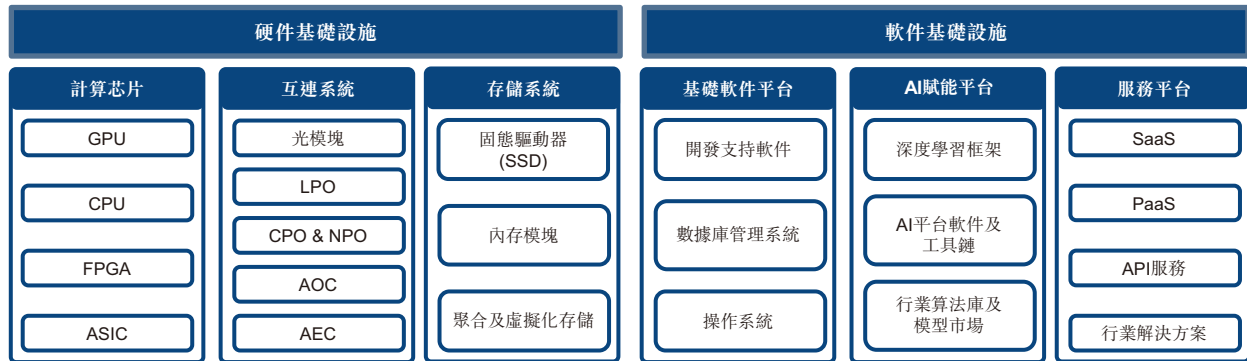 硬件基礎設施
軟件基礎設施
計算芯片
GPU
CPU
FPGA
ASIC
互連系統
光模塊
LPO
CPO & NPO
AOC
AEC
存儲系統
固態驅動器
(SSD)
內存模塊
聚合及虛擬化存儲
基礎軟件平台
開發支持軟件
數據庫管理系統
操作系統
AI賦能平台
深度學習框架
AI平台軟件及
工具鏈
行業算法庫及
模型市場
服務平台
SaaS
PaaS
API服務
行業解決方案